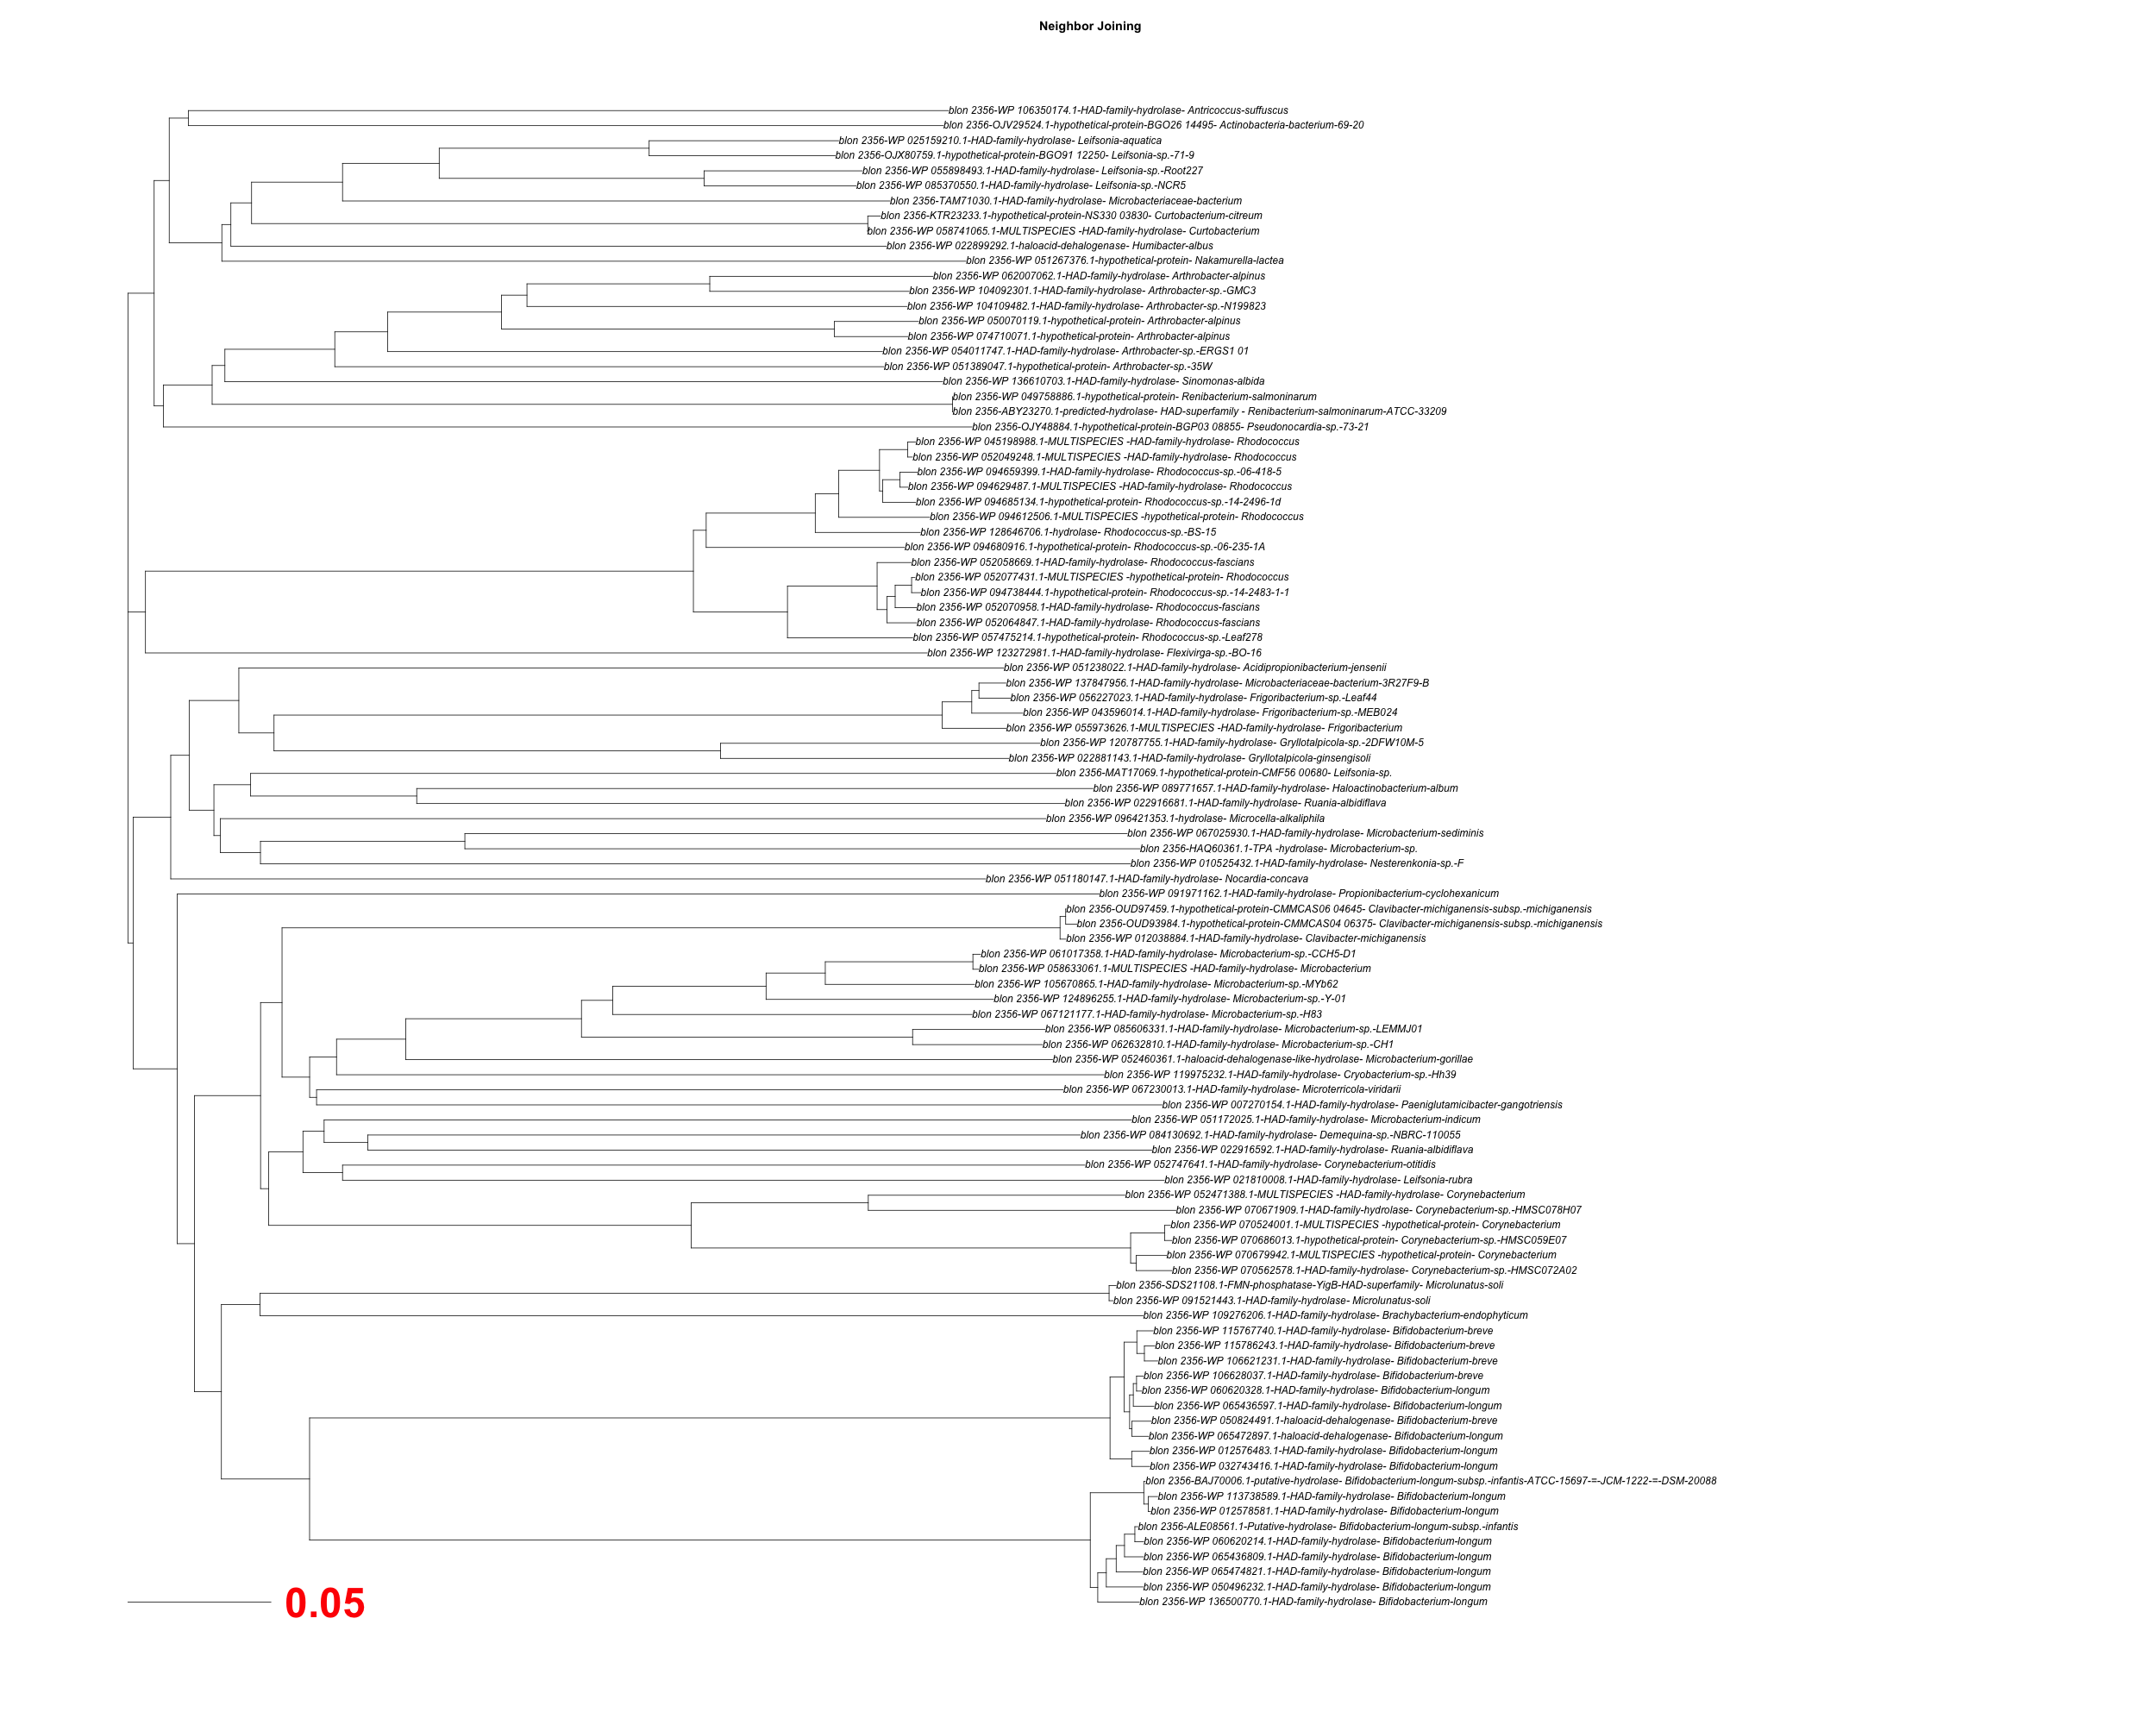 Neighbor Joining
blon 2356-WP 106350174.1-HAD-family-hydrolase- Antricoccus-suffuscus
blon 2356-OJV29524.1-hypothetical-protein-BGO26 14495- Actinobacteria-bacterium-69-20
blon 2356-WP 025159210.1-HAD-family-hydrolase- Leifsonia-aquatica
blon 2356-OJX80759.1-hypothetical-protein-BGO91 12250- Leifsonia-sp.-71-9
blon 2356-WP 055898493.1-HAD-family-hydrolase- Leifsonia-sp.-Root227
blon 2356-WP 085370550.1-HAD-family-hydrolase- Leifsonia-sp.-NCR5
blon 2356-TAM71030.1-HAD-family-hydrolase- Microbacteriaceae-bacterium
blon 2356-KTR23233.1-hypothetical-protein-NS330 03830- Curtobacterium-citreum
blon 2356-WP 058741065.1-MULTISPECIES -HAD-family-hydrolase- Curtobacterium
blon 2356-WP 022899292.1-haloacid-dehalogenase- Humibacter-albus
blon 2356-WP 051267376.1-hypothetical-protein- Nakamurella-lactea
blon 2356-WP 062007062.1-HAD-family-hydrolase- Arthrobacter-alpinus
blon 2356-WP 104092301.1-HAD-family-hydrolase- Arthrobacter-sp.-GMC3
blon 2356-WP 104109482.1-HAD-family-hydrolase- Arthrobacter-sp.-N199823
blon 2356-WP 050070119.1-hypothetical-protein- Arthrobacter-alpinus
blon 2356-WP 074710071.1-hypothetical-protein- Arthrobacter-alpinus
blon 2356-WP 054011747.1-HAD-family-hydrolase- Arthrobacter-sp.-ERGS1 01
blon 2356-WP 051389047.1-hypothetical-protein- Arthrobacter-sp.-35W
blon 2356-WP 136610703.1-HAD-family-hydrolase- Sinomonas-albida
blon 2356-WP 049758886.1-hypothetical-protein- Renibacterium-salmoninarum
blon 2356-ABY23270.1-predicted-hydrolase- HAD-superfamily - Renibacterium-salmoninarum-ATCC-33209
blon 2356-OJY48884.1-hypothetical-protein-BGP03 08855- Pseudonocardia-sp.-73-21
blon 2356-WP 045198988.1-MULTISPECIES -HAD-family-hydrolase- Rhodococcus
blon 2356-WP 052049248.1-MULTISPECIES -HAD-family-hydrolase- Rhodococcus
blon 2356-WP 094659399.1-HAD-family-hydrolase- Rhodococcus-sp.-06-418-5
blon 2356-WP 094629487.1-MULTISPECIES -HAD-family-hydrolase- Rhodococcus
blon 2356-WP 094685134.1-hypothetical-protein- Rhodococcus-sp.-14-2496-1d
blon 2356-WP 094612506.1-MULTISPECIES -hypothetical-protein- Rhodococcus
blon 2356-WP 128646706.1-hydrolase- Rhodococcus-sp.-BS-15
blon 2356-WP 094680916.1-hypothetical-protein- Rhodococcus-sp.-06-235-1A
blon 2356-WP 052058669.1-HAD-family-hydrolase- Rhodococcus-fascians
blon 2356-WP 052077431.1-MULTISPECIES -hypothetical-protein- Rhodococcus
blon 2356-WP 094738444.1-hypothetical-protein- Rhodococcus-sp.-14-2483-1-1
blon 2356-WP 052070958.1-HAD-family-hydrolase- Rhodococcus-fascians
blon 2356-WP 052064847.1-HAD-family-hydrolase- Rhodococcus-fascians
blon 2356-WP 057475214.1-hypothetical-protein- Rhodococcus-sp.-Leaf278
blon 2356-WP 123272981.1-HAD-family-hydrolase- Flexivirga-sp.-BO-16
blon 2356-WP 051238022.1-HAD-family-hydrolase- Acidipropionibacterium-jensenii
blon 2356-WP 137847956.1-HAD-family-hydrolase- Microbacteriaceae-bacterium-3R27F9-B
blon 2356-WP 056227023.1-HAD-family-hydrolase- Frigoribacterium-sp.-Leaf44
blon 2356-WP 043596014.1-HAD-family-hydrolase- Frigoribacterium-sp.-MEB024
blon 2356-WP 055973626.1-MULTISPECIES -HAD-family-hydrolase- Frigoribacterium
blon 2356-WP 120787755.1-HAD-family-hydrolase- Gryllotalpicola-sp.-2DFW10M-5
blon 2356-WP 022881143.1-HAD-family-hydrolase- Gryllotalpicola-ginsengisoli
blon 2356-MAT17069.1-hypothetical-protein-CMF56 00680- Leifsonia-sp.
blon 2356-WP 089771657.1-HAD-family-hydrolase- Haloactinobacterium-album
blon 2356-WP 022916681.1-HAD-family-hydrolase- Ruania-albidiflava
blon 2356-WP 096421353.1-hydrolase- Microcella-alkaliphila
blon 2356-WP 067025930.1-HAD-family-hydrolase- Microbacterium-sediminis
blon 2356-HAQ60361.1-TPA -hydrolase- Microbacterium-sp.
blon 2356-WP 010525432.1-HAD-family-hydrolase- Nesterenkonia-sp.-F
blon 2356-WP 051180147.1-HAD-family-hydrolase- Nocardia-concava
blon 2356-WP 091971162.1-HAD-family-hydrolase- Propionibacterium-cyclohexanicum
blon 2356-OUD97459.1-hypothetical-protein-CMMCAS06 04645- Clavibacter-michiganensis-subsp.-michiganensis
blon 2356-OUD93984.1-hypothetical-protein-CMMCAS04 06375- Clavibacter-michiganensis-subsp.-michiganensis
blon 2356-WP 012038884.1-HAD-family-hydrolase- Clavibacter-michiganensis
blon 2356-WP 061017358.1-HAD-family-hydrolase- Microbacterium-sp.-CCH5-D1
blon 2356-WP 058633061.1-MULTISPECIES -HAD-family-hydrolase- Microbacterium
blon 2356-WP 105670865.1-HAD-family-hydrolase- Microbacterium-sp.-MYb62
blon 2356-WP 124896255.1-HAD-family-hydrolase- Microbacterium-sp.-Y-01
blon 2356-WP 067121177.1-HAD-family-hydrolase- Microbacterium-sp.-H83
blon 2356-WP 085606331.1-HAD-family-hydrolase- Microbacterium-sp.-LEMMJ01
blon 2356-WP 062632810.1-HAD-family-hydrolase- Microbacterium-sp.-CH1
blon 2356-WP 052460361.1-haloacid-dehalogenase-like-hydrolase- Microbacterium-gorillae
blon 2356-WP 119975232.1-HAD-family-hydrolase- Cryobacterium-sp.-Hh39
blon 2356-WP 067230013.1-HAD-family-hydrolase- Microterricola-viridarii
blon 2356-WP 007270154.1-HAD-family-hydrolase- Paeniglutamicibacter-gangotriensis
blon 2356-WP 051172025.1-HAD-family-hydrolase- Microbacterium-indicum
blon 2356-WP 084130692.1-HAD-family-hydrolase- Demequina-sp.-NBRC-110055
blon 2356-WP 022916592.1-HAD-family-hydrolase- Ruania-albidiflava
blon 2356-WP 052747641.1-HAD-family-hydrolase- Corynebacterium-otitidis
blon 2356-WP 021810008.1-HAD-family-hydrolase- Leifsonia-rubra
blon 2356-WP 052471388.1-MULTISPECIES -HAD-family-hydrolase- Corynebacterium
blon 2356-WP 070671909.1-HAD-family-hydrolase- Corynebacterium-sp.-HMSC078H07
blon 2356-WP 070524001.1-MULTISPECIES -hypothetical-protein- Corynebacterium
blon 2356-WP 070686013.1-hypothetical-protein- Corynebacterium-sp.-HMSC059E07
blon 2356-WP 070679942.1-MULTISPECIES -hypothetical-protein- Corynebacterium
blon 2356-WP 070562578.1-HAD-family-hydrolase- Corynebacterium-sp.-HMSC072A02
blon 2356-SDS21108.1-FMN-phosphatase-YigB-HAD-superfamily- Microlunatus-soli
blon 2356-WP 091521443.1-HAD-family-hydrolase- Microlunatus-soli
blon 2356-WP 109276206.1-HAD-family-hydrolase- Brachybacterium-endophyticum
blon 2356-WP 115767740.1-HAD-family-hydrolase- Bifidobacterium-breve
blon 2356-WP 115786243.1-HAD-family-hydrolase- Bifidobacterium-breve
blon 2356-WP 106621231.1-HAD-family-hydrolase- Bifidobacterium-breve
blon 2356-WP 106628037.1-HAD-family-hydrolase- Bifidobacterium-breve
blon 2356-WP 060620328.1-HAD-family-hydrolase- Bifidobacterium-longum
blon 2356-WP 065436597.1-HAD-family-hydrolase- Bifidobacterium-longum
blon 2356-WP 050824491.1-haloacid-dehalogenase- Bifidobacterium-breve
blon 2356-WP 065472897.1-haloacid-dehalogenase- Bifidobacterium-longum
blon 2356-WP 012576483.1-HAD-family-hydrolase- Bifidobacterium-longum
blon 2356-WP 032743416.1-HAD-family-hydrolase- Bifidobacterium-longum
blon 2356-BAJ70006.1-putative-hydrolase- Bifidobacterium-longum-subsp.-infantis-ATCC-15697-=-JCM-1222-=-DSM-20088
blon 2356-WP 113738589.1-HAD-family-hydrolase- Bifidobacterium-longum
blon 2356-WP 012578581.1-HAD-family-hydrolase- Bifidobacterium-longum
blon 2356-ALE08561.1-Putative-hydrolase- Bifidobacterium-longum-subsp.-infantis
blon 2356-WP 060620214.1-HAD-family-hydrolase- Bifidobacterium-longum
blon 2356-WP 065436809.1-HAD-family-hydrolase- Bifidobacterium-longum
blon 2356-WP 065474821.1-HAD-family-hydrolase- Bifidobacterium-longum
blon 2356-WP 050496232.1-HAD-family-hydrolase- Bifidobacterium-longum
blon 2356-WP 136500770.1-HAD-family-hydrolase- Bifidobacterium-longum
0.05